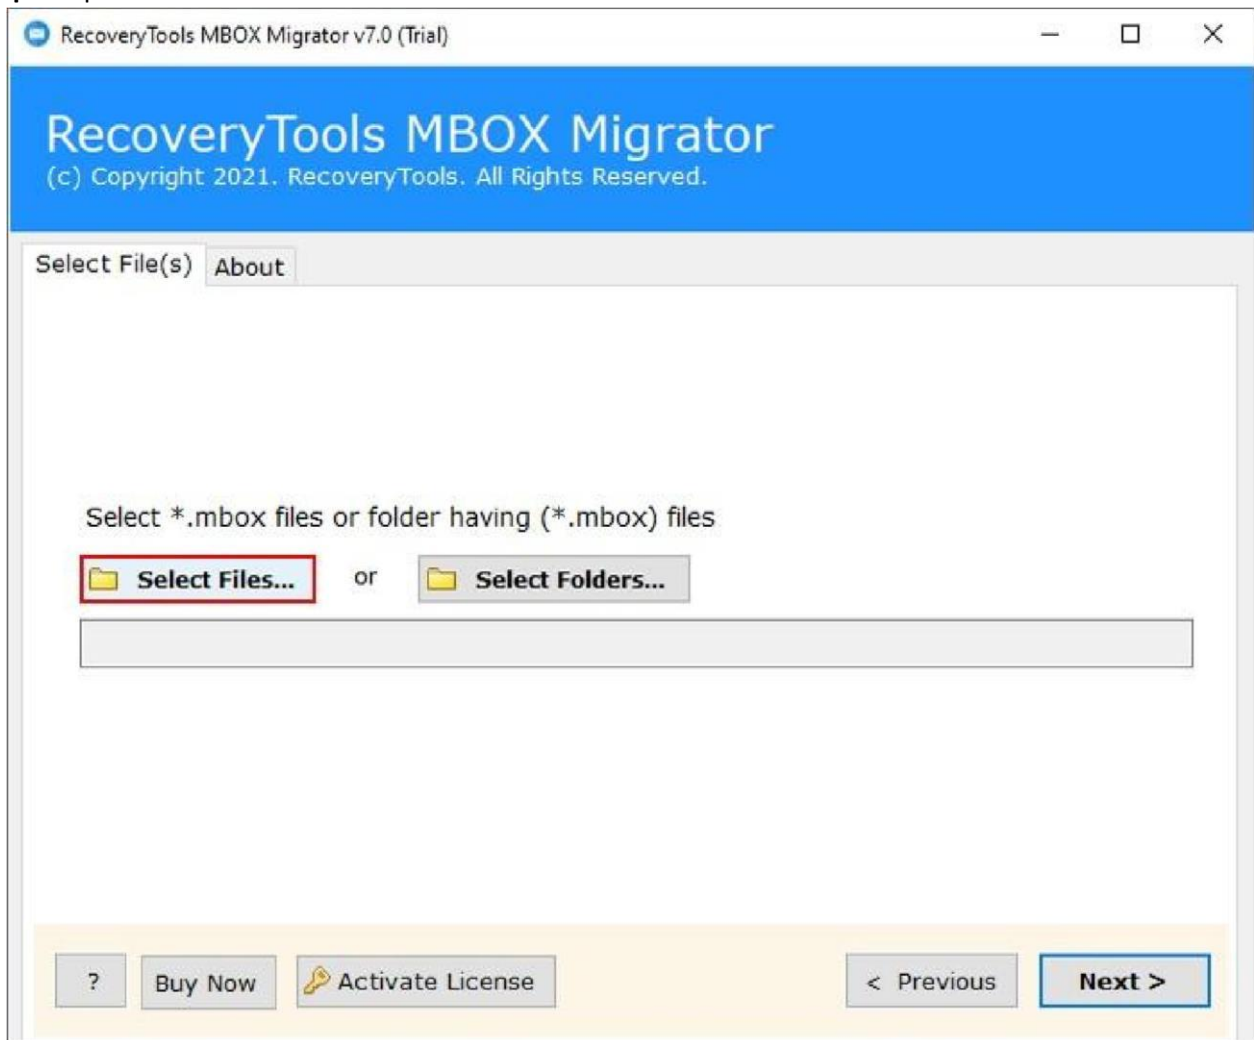 RecoveryTools MBOX Migrator v7.0 (Trial)
RecoveryTools MBOX Migrator
(c) Copyright 2021. RecoveryTools. All Rights Reserved.
Select File(s) About
Select *.mbox files or folder having (*.mbox) files
Select Files... or Select Folders...
? Buy Now Activate License < Previous Next >